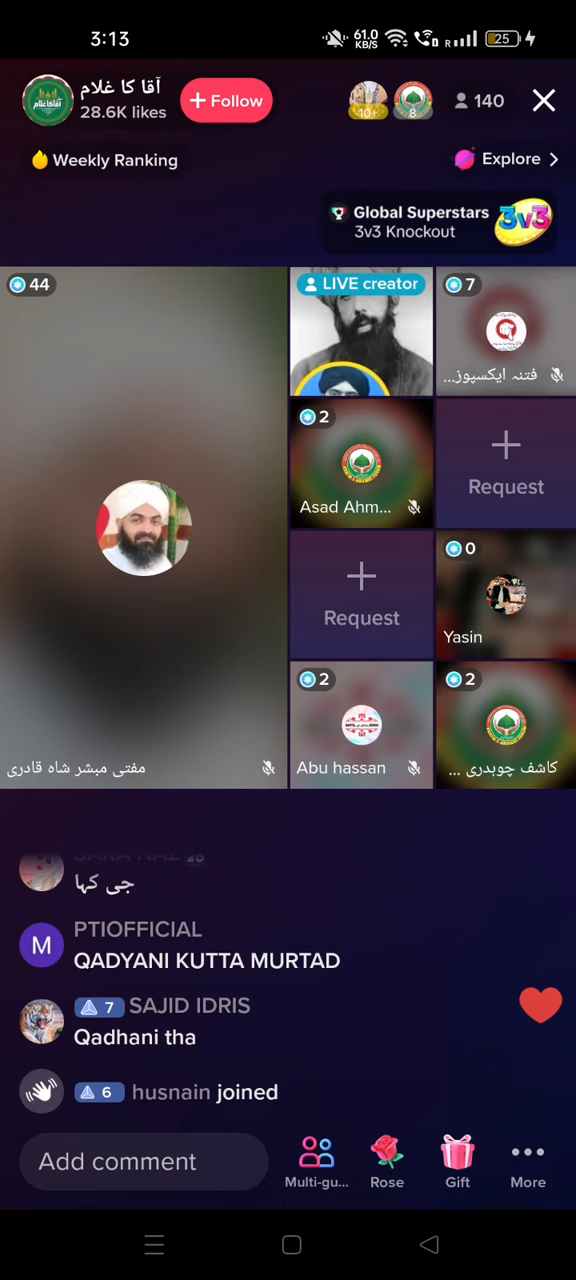 3:13
61.0
KB/S
R
25
آقا کا غلام
28.6K likes
+ Follow
10+
8
140
Weekly Ranking
Explore >
Global Superstars
3v3 Knockout
3v3
44
LIVE creator
7
فتنہ ایکسپوز...
2
Asad Ahm...
Request
Request
0
Yasin
مفتی مبشر شاہ قادری
2
Abu hassan
2
کاشف چوہدری ...
جی کہا
M
PTIOFFICIAL
QADYANI KUTTA MURTAD
7 SAJID IDRIS
Qadhani tha
6 husnain joined
Add comment
Multi-gu...
Rose
Gift
More